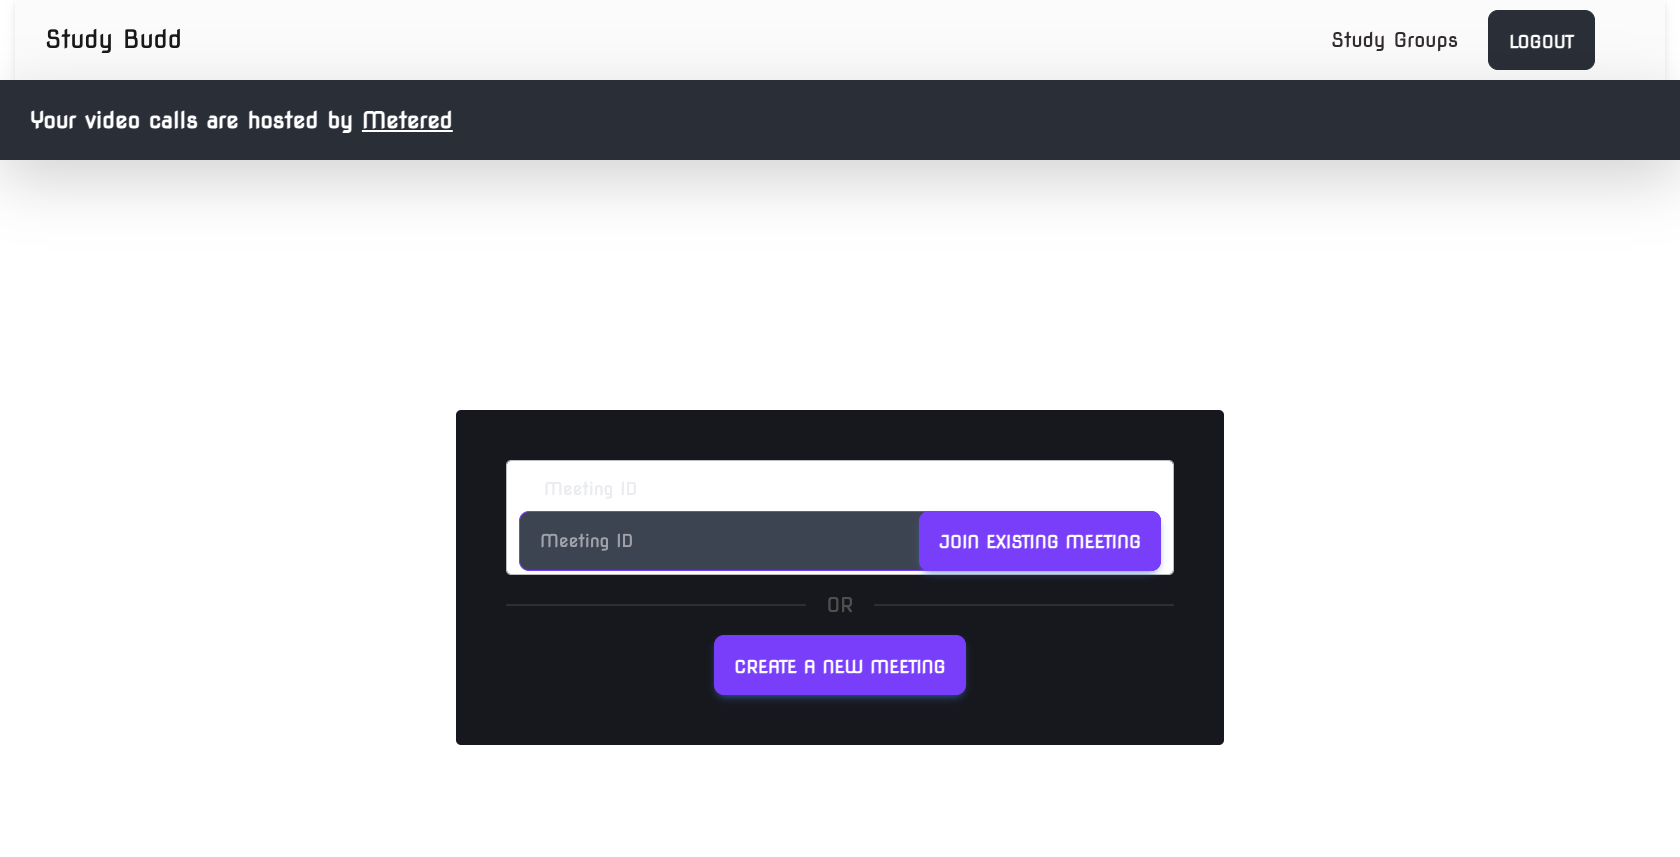 Study Budd
Study Groups
LOGOUT
Your video calls are hosted by Metered
Meeting ID
Meeting ID
JOIN EXISTING MEETING
OR
CREATE A NEW MEETING